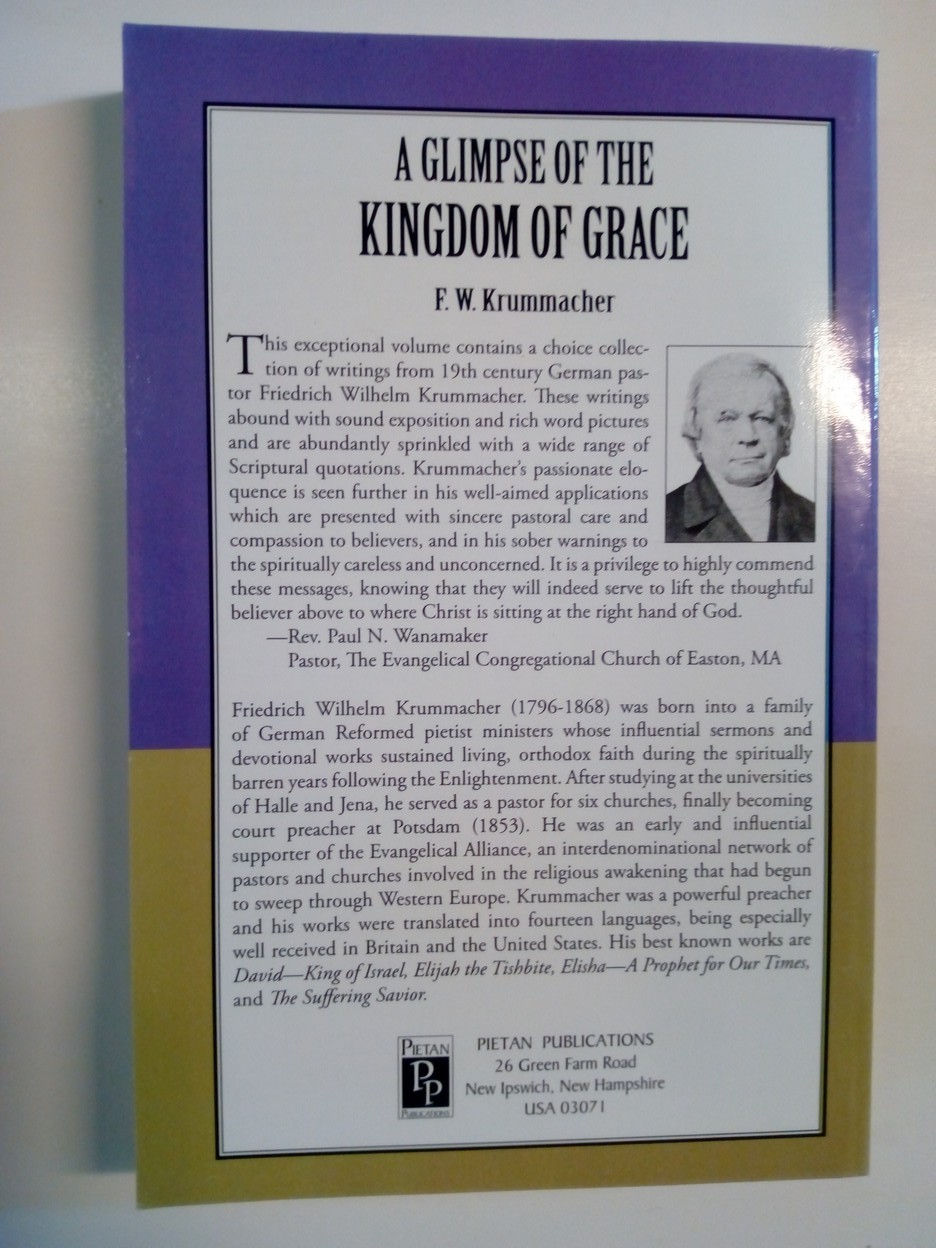 A GLIMPSE OF THE
KINGDOM OF GRACE
F. W. Krummacher
This exceptional volume contains a choice collec-
tion of writings from 19th century German pas-
tor Friedrich Wilhelm Krummacher. These writings
abound with sound exposition and rich word pictures
and are abundantly sprinkled with a wide range of
Scriptural quotations. Krummacher's passionate elo-
quence is seen further in his well-aimed applications
which are presented with sincere pastoral care and
compassion to believers, and in his sober warnings to
the spiritually careless and unconcerned. It is a privilege to highly commend
these messages, knowing that they will indeed serve to lift the thoughtful
believer above to where Christ is sitting at the right hand of God.
—Rev. Paul N. Wanamaker
Pastor, The Evangelical Congregational Church of Easton, MA
Friedrich Wilhelm Krummacher (1796-1868) was born into a family
of German Reformed pietist ministers whose influential sermons and
devotional works sustained living, orthodox faith during the spiritually
barren years following the Enlightenment. After studying at the universities
of Halle and Jena, he served as a pastor for six churches, finally becoming
court preacher at Potsdam (1853). He was an early and influential
supporter of the Evangelical Alliance, an interdenominational network of
pastors and churches involved in the religious awakening that had begun
to sweep through Western Europe. Krummacher was a powerful preacher
and his works were translated into fourteen languages, being especially
well received in Britain and the United States. His best known works are
David—King of Israel, Elijah the Tishbite, Elisha—A Prophet for Our Times,
and The Suffering Savior.
PIETAN
PP
PUBLICATIONS
PIETAN PUBLICATIONS
26 Green Farm Road
New Ipswich, New Hampshire
USA 03071